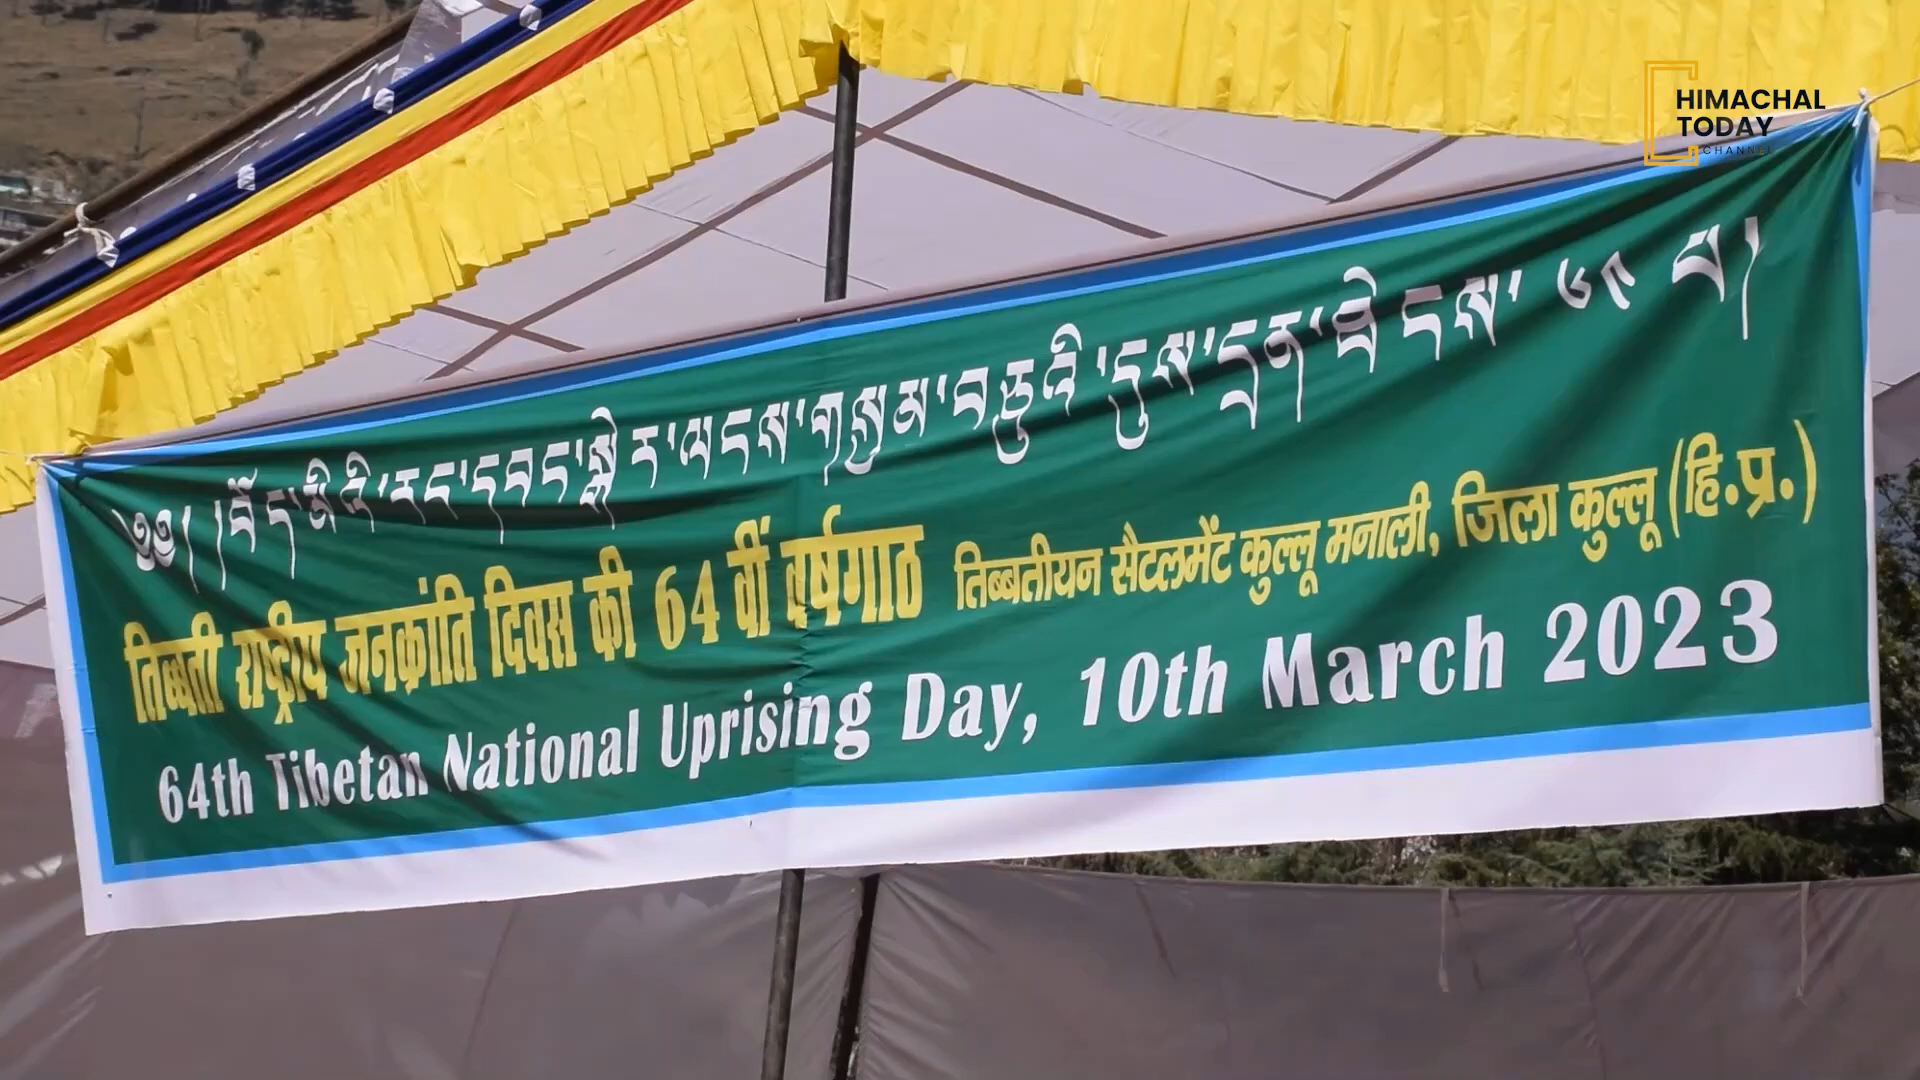 HIMACHAL
TODAY
CHANNEL
༄༅། །བོད་མིའི་རང་དབང་སྒེར་ལངས་གསུམ་བཅུའི་དུས་དྲན་ཐེངས་ ༦༤ པ།
तिब्बती राष्ट्रीय जनक्रांति दिवस की 64 वीं वर्षगाठ तिब्बतीयन सैटलमेंट कुल्लू मनाली, जिला कुल्लू (हि.प्र.)
64th Tibetan National Uprising Day, 10th March 2023